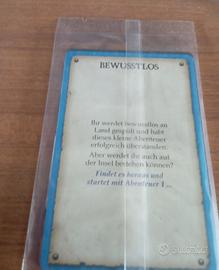 BEWUSSTLOS
Ihr werdet bewusstlos an
Land gespült und habt
dieses kleine Abenteuer
erfolgreich überstanden.
Aber werdet ihr auch auf
der Insel bestehen können?
Findet es heraus und
startet mit Abenteuer 1 ...
subito